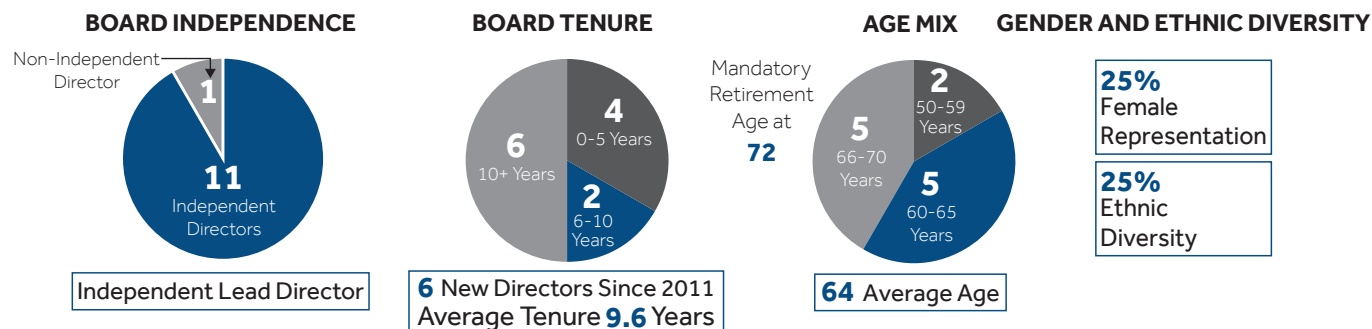 BOARD INDEPENDENCE
Non-Independent
Director
1
11
Independent
Directors
Independent Lead Director
BOARD TENURE
4
0-5 Years
6
10+ Years
2
6-10
Years
6 New Directors Since 2011
Average Tenure 9.6 Years
AGE MIX
Mandatory
Retirement
Age at
72
2
50-59
Years
5
66-70
Years
5
60-65
Years
64 Average Age
GENDER AND ETHNIC DIVERSITY
25%
Female
Representation
25%
Ethnic
Diversity